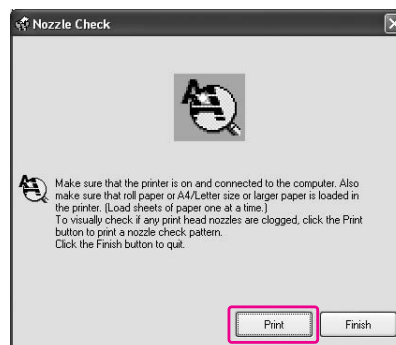 Nozzle Check
Make sure that the printer is on and connected to the computer. Also
make sure that roll paper or A4/Letter size or larger paper is loaded in
the printer. (Load sheets of paper one at a time.)
To visually check if any print head nozzles are clogged, click the Print
button to print a nozzle check pattern.
Click the Finish button to quit.
Print
Finish